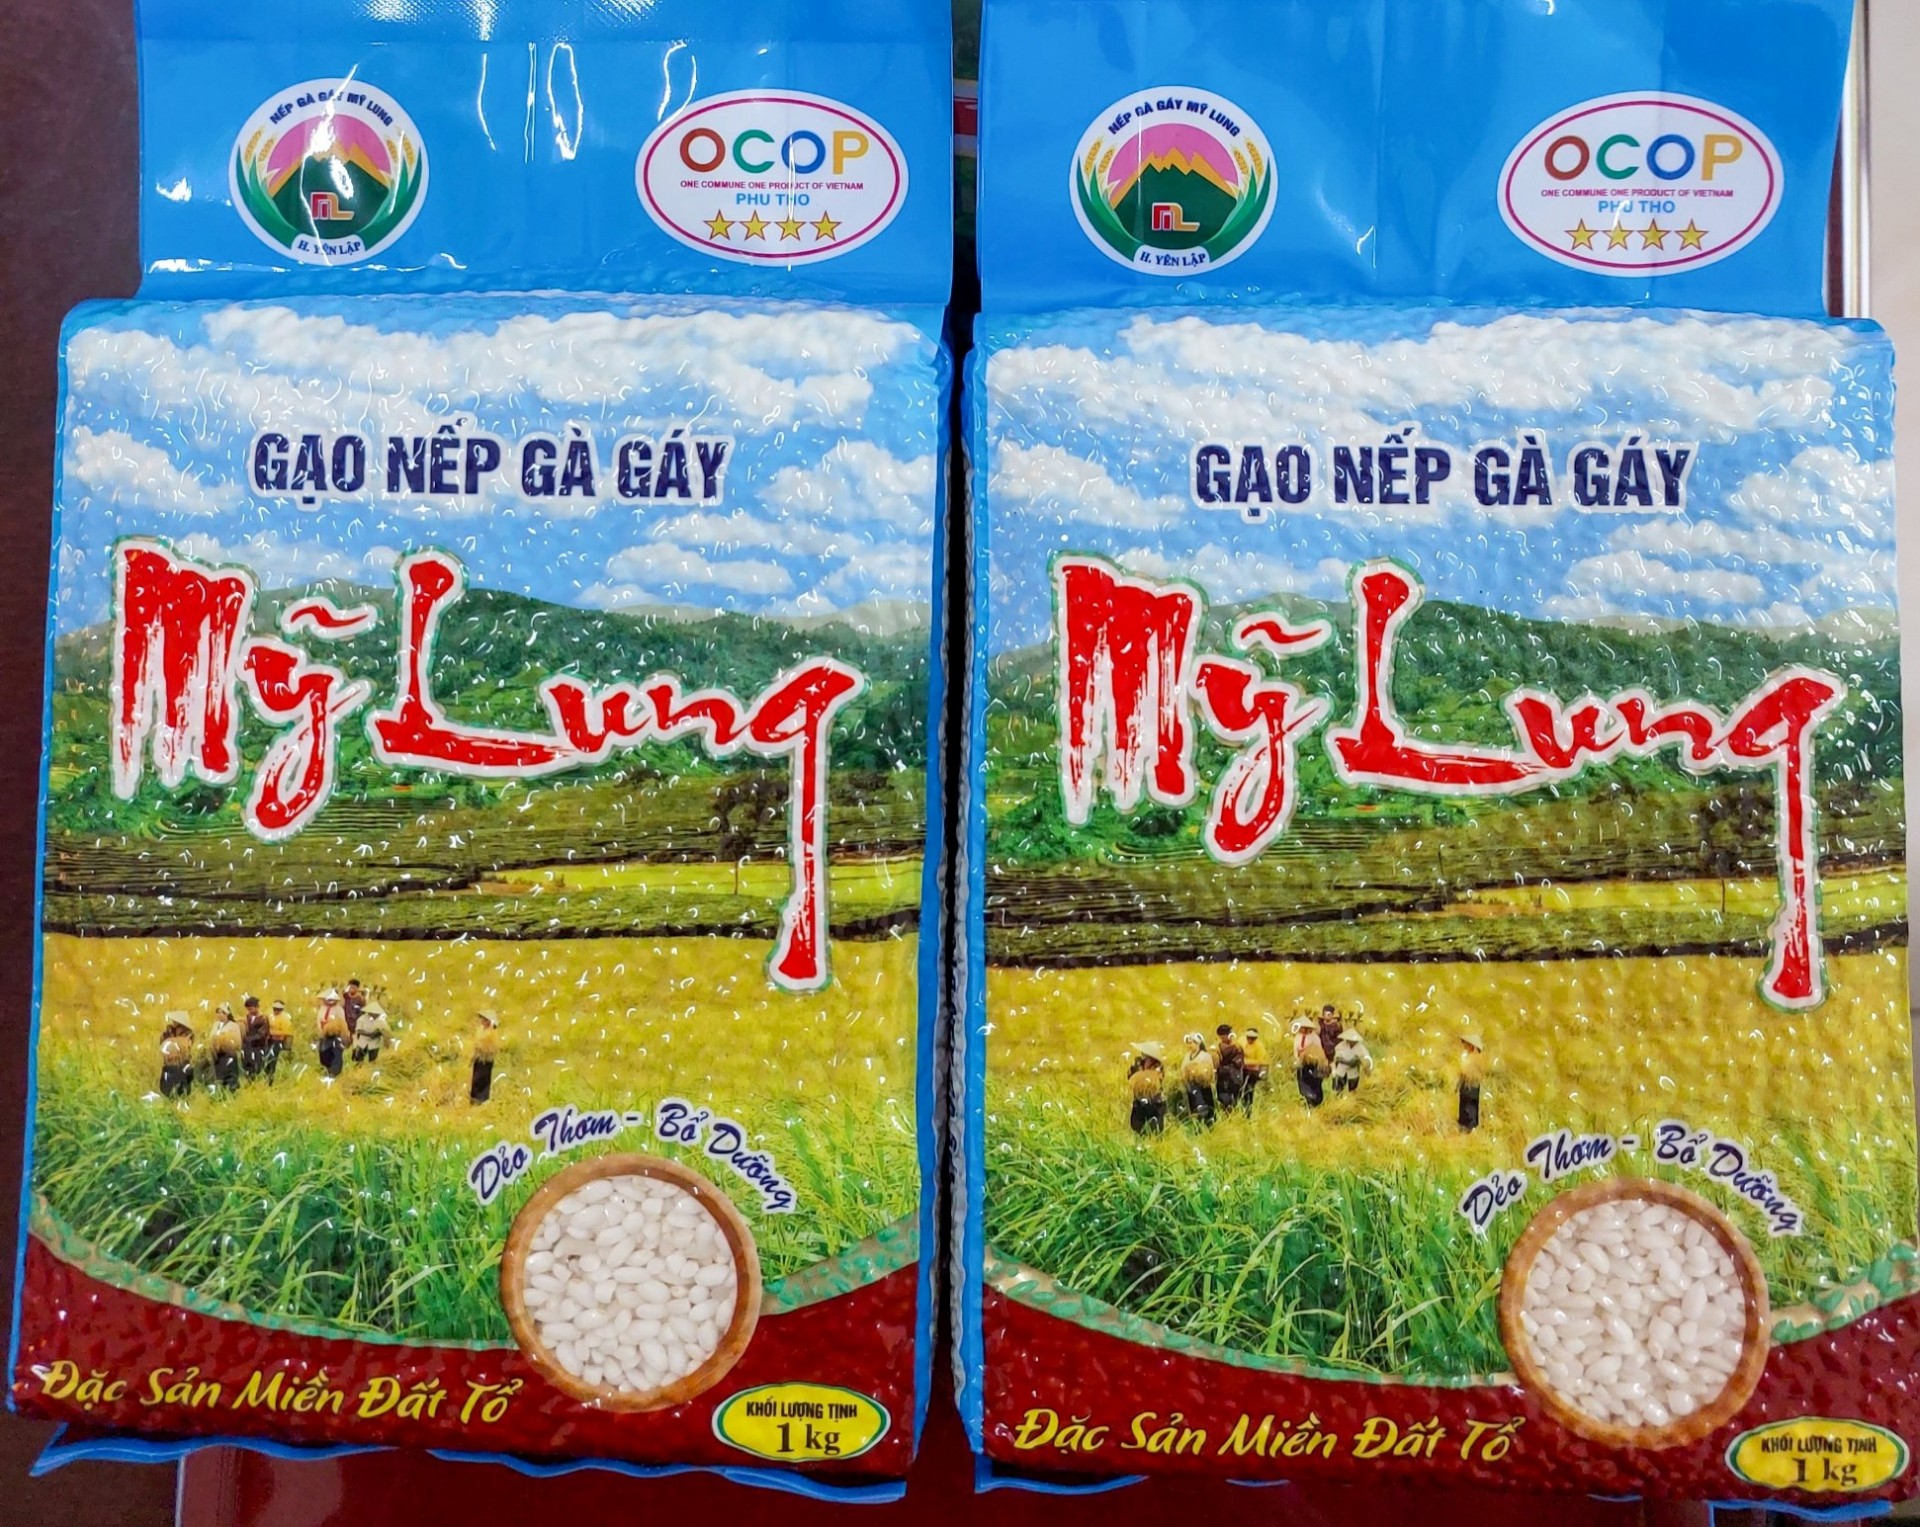 NẾP GÀ GÁY MỸ LUNG
ML
H. YÊN LẬP
OCOP
ONE COMMUNE ONE PRODUCT OF VIETNAM
PHU THO
GẠO NẾP GÀ GÁY
Mỹ Lung
Dẻo Thơm - Bổ Dưỡng
Đặc Sản Miền Đất Tổ
KHỐI LƯỢNG TỊNH
1 kg
NẾP GÀ GÁY MỸ LUNG
ML
H. YÊN LẬP
OCOP
ONE COMMUNE ONE PRODUCT OF VIETNAM
PHU THO
GẠO NẾP GÀ GÁY
Mỹ Lung
Dẻo Thơm - Bổ Dưỡng
Đặc Sản Miền Đất Tổ
KHỐI LƯỢNG TỊNH
1 kg